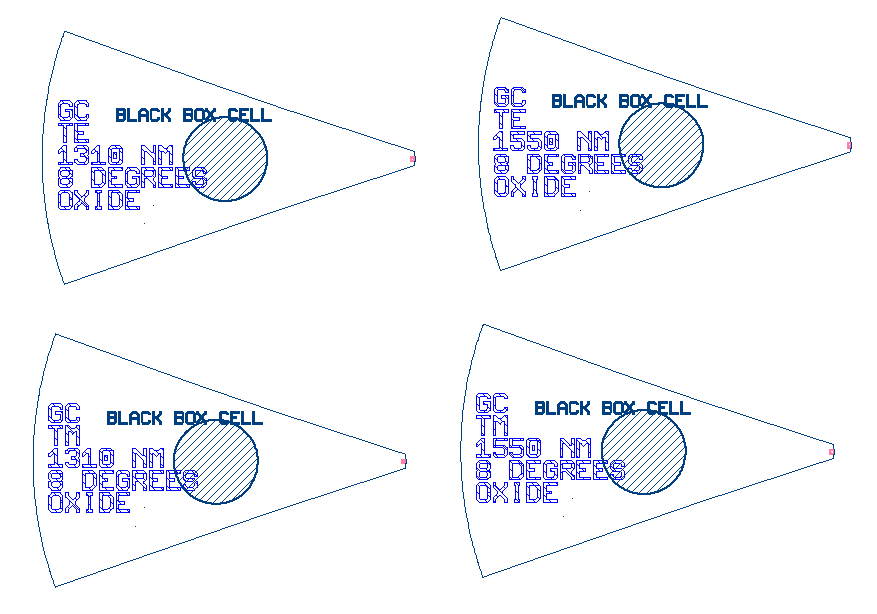 GC
BLACK BOX CELL
TE
1310 NM
8 DEGREES
OXIDE
GC
BLACK BOX CELL
TE
1550 NM
8 DEGREES
OXIDE
GC
BLACK BOX CELL
TM
1310 NM
8 DEGREES
OXIDE
GC
BLACK BOX CELL
TM
1550 NM
8 DEGREES
OXIDE